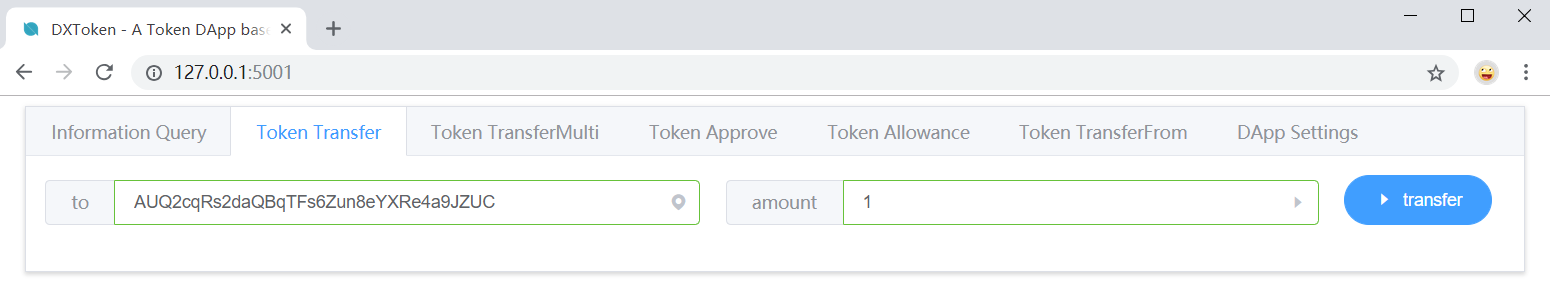 DXToken - A Token DApp bas
127.0.0.1:5001
Information Query Token Transfer Token TransferMulti Token Approve Token Allowance Token TransferFrom DApp Settings
to AUQ2cqRs2daQBqTFs6Zun8eYXRe4a9JZUC amount 1 transfer